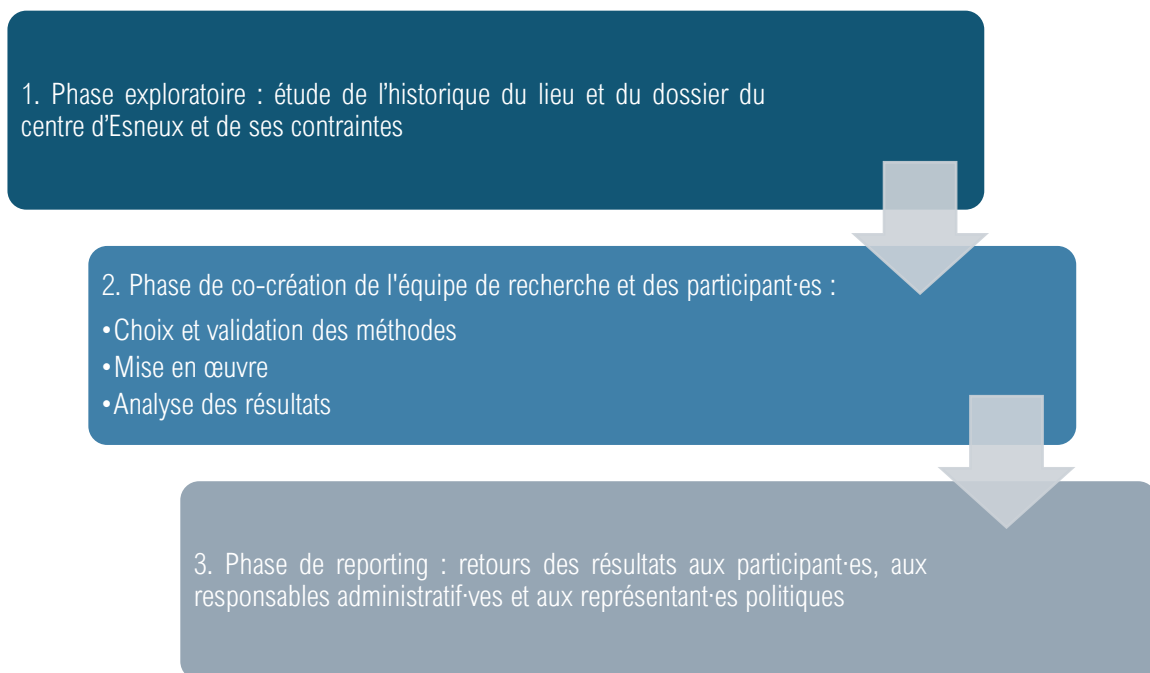 1. Phase exploratoire : étude de l’historique du lieu et du dossier du
centre d’Esneux et de ses contraintes
2. Phase de co-création de l'équipe de recherche et des participant·es :
•Choix et validation des méthodes
•Mise en œuvre
•Analyse des résultats
3. Phase de reporting : retours des résultats aux participant·es, aux
responsables administratif·ves et aux représentant·es politiques